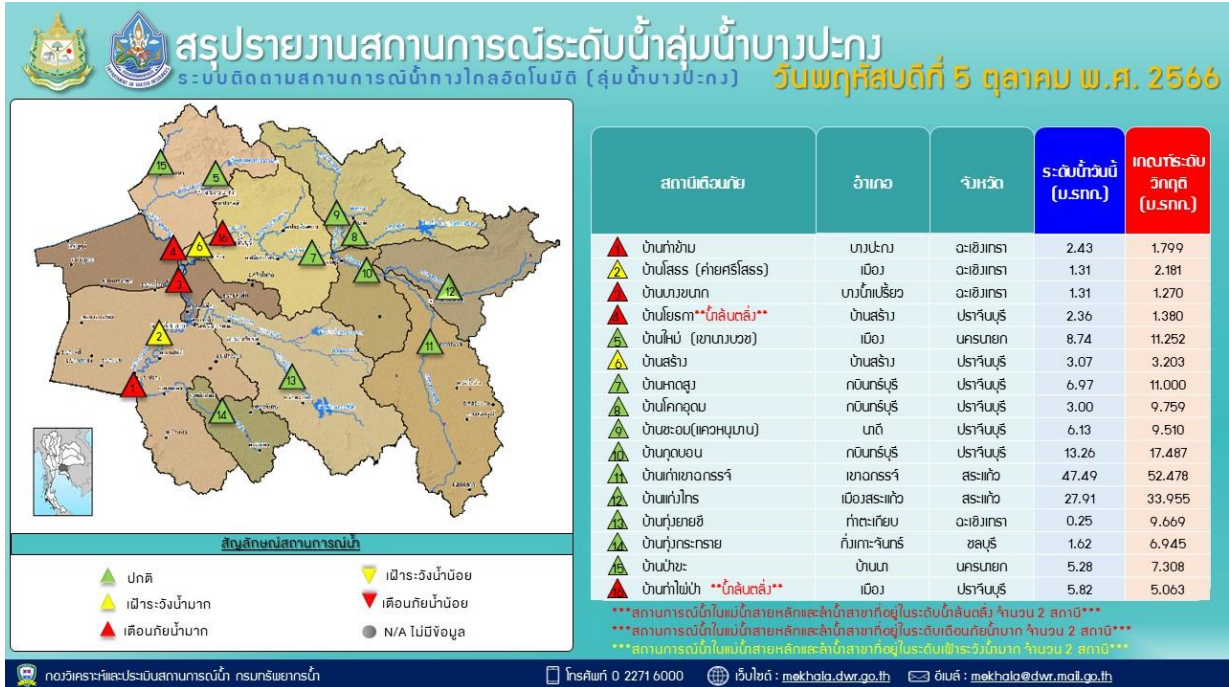 สรุปรายงานสถานการณ์ระดับน้ำลุ่มน้ำบางปะกง
ระบบติดตามสถานการณ์น้ำทางไกลอัตโนมัติ (ลุ่มน้ำบางปะกง)
วันพฤหัสบดีที่ 5 ตุลาคม พ.ศ. 2566
สถานีเตือนภัย อำเภอ จังหวัด ระดับน้ำวันนี้ (ม.รทก.) เกณฑ์ระดับวิกฤติ (ม.รทก.)
1 บ้านท่าข้าม บางปะกง ฉะเชิงเทรา 2.43 1.799
2 บ้านโสธร (ค่ายศรีโสธร) เมือง ฉะเชิงเทรา 1.31 2.181
3 บ้านบางขนาก บางน้ำเปรี้ยว ฉะเชิงเทรา 1.31 1.270
4 บ้านโยธกา**น้ำล้นตลิ่ง** บ้านสร้าง ปราจีนบุรี 2.36 1.380
5 บ้านใหม่ (เขานางบวช) เมือง นครนายก 8.74 11.252
6 บ้านสร้าง บ้านสร้าง ปราจีนบุรี 3.07 3.203
7 บ้านหาดสูง กบินทร์บุรี ปราจีนบุรี 6.97 11.000
8 บ้านโคกอุดม กบินทร์บุรี ปราจีนบุรี 3.00 9.759
9 บ้านชะอม(แควหนุมาน) นาดี ปราจีนบุรี 6.13 9.510
10 บ้านกุดบอน กบินทร์บุรี ปราจีนบุรี 13.26 17.487
11 บ้านเก่าเขาฉกรรจ์ เขาฉกรรจ์ สระแก้ว 47.49 52.478
12 บ้านแก่งไทร เมืองสระแก้ว สระแก้ว 27.91 33.955
13 บ้านทุ่งยายชี ท่าตะเกียบ ฉะเชิงเทรา 0.25 9.669
14 บ้านทุ่งกระทราย กิ่งเกาะจันทร์ ชลบุรี 1.62 6.945
15 บ้านป่าขะ บ้านนา นครนายก 5.28 7.308
16 บ้านท่าไผ่ป่า **น้ำล้นตลิ่ง** เมือง ปราจีนบุรี 5.82 5.063
***สถานการณ์น้ำในแม่น้ำสายหลักและลำน้ำสาขาที่อยู่ในระดับน้ำล้นตลิ่ง จำนวน 2 สถานี***
***สถานการณ์น้ำในแม่น้ำสายหลักและลำน้ำสาขาที่อยู่ในระดับเตือนภัยน้ำมาก จำนวน 2 สถานี***
***สถานการณ์น้ำในแม่น้ำสายหลักและลำน้ำสาขาที่อยู่ในระดับเฝ้าระวังน้ำมาก จำนวน 2 สถานี***
15
5
9
8
4
6
16
7
10
3
12
2
11
13
1
14
สัญลักษณ์สถานการณ์น้ำ
ปกติ เฝ้าระวังน้ำน้อย
เฝ้าระวังน้ำมาก เตือนภัยน้ำน้อย
เตือนภัยน้ำมาก N/A ไม่มีข้อมูล
กองวิเคราะห์และประเมินสถานการณ์น้ำ กรมทรัพยากรน้ำ โทรศัพท์ 0 2271 6000 เว็บไซต์ : mekhala.dwr.go.th อีเมล์ : mekhala@dwr.mail.go.th